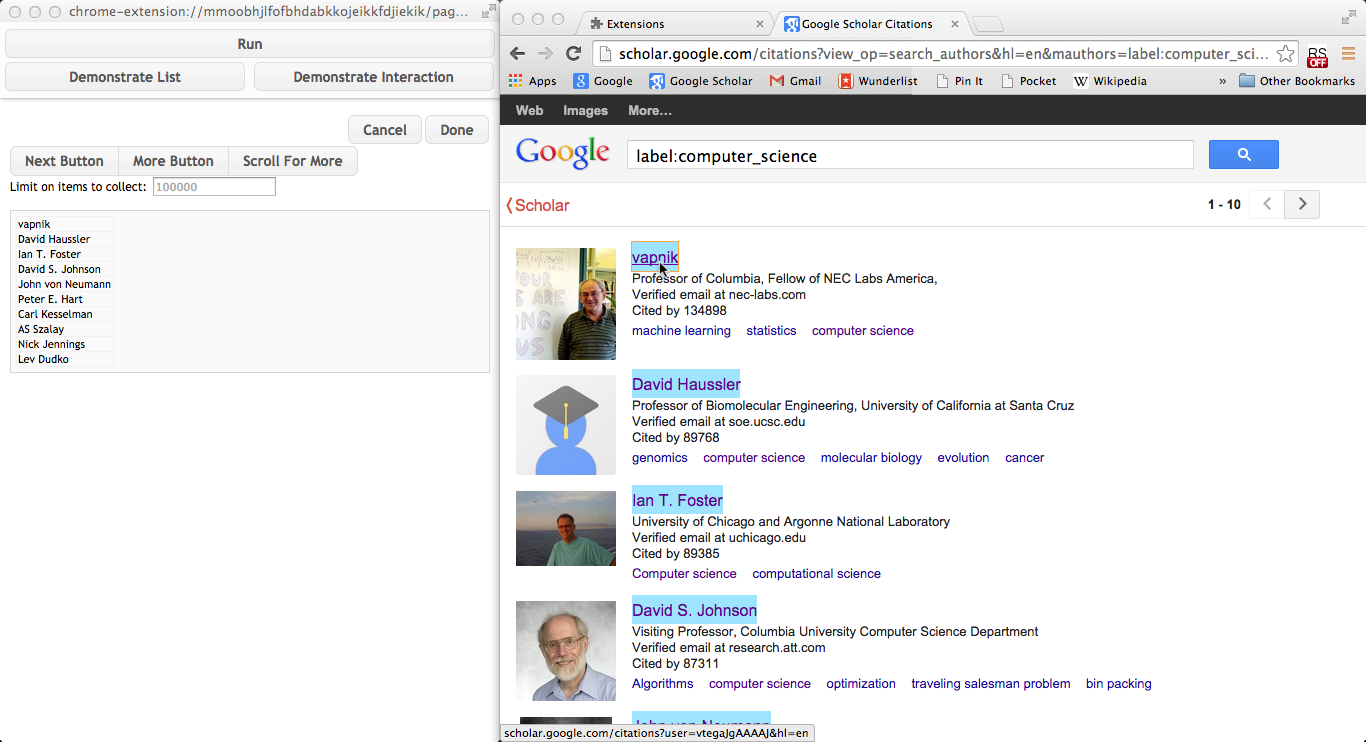 chrome-extension://mmoobhjlfofbhdabkkojeikkfdjiekik/pag...
Run
Demonstrate List
Demonstrate Interaction
Cancel
Done
Next Button
More Button
Scroll For More
Limit on items to collect: 100000
vapnik
David Haussler
Ian T. Foster
David S. Johnson
John von Neumann
Peter E. Hart
Carl Kesselman
AS Szalay
Nick Jennings
Lev Dudko
Extensions
Google Scholar Citations
scholar.google.com/citations?view_op=search_authors&hl=en&mauthors=label:computer_sci...
RS
OFF
Apps
Google
Google Scholar
Gmail
Wunderlist
Pin It
Pocket
Wikipedia
»
Other Bookmarks
Web
Images
More...
Google
label:computer_science
Scholar
1 - 10
vapnik
Professor of Columbia, Fellow of NEC Labs America,
Verified email at nec-labs.com
Cited by 134898
machine learning statistics computer science
David Haussler
Professor of Biomolecular Engineering, University of California at Santa Cruz
Verified email at soe.ucsc.edu
Cited by 89768
genomics computer science molecular biology evolution cancer
Ian T. Foster
University of Chicago and Argonne National Laboratory
Verified email at uchicago.edu
Cited by 89385
Computer science computational science
David S. Johnson
Visiting Professor, Columbia University Computer Science Department
Verified email at research.att.com
Cited by 87311
Algorithms computer science optimization traveling salesman problem bin packing
John von Neumann
scholar.google.com/citations?user=vtegaJgAAAAJ&hl=en